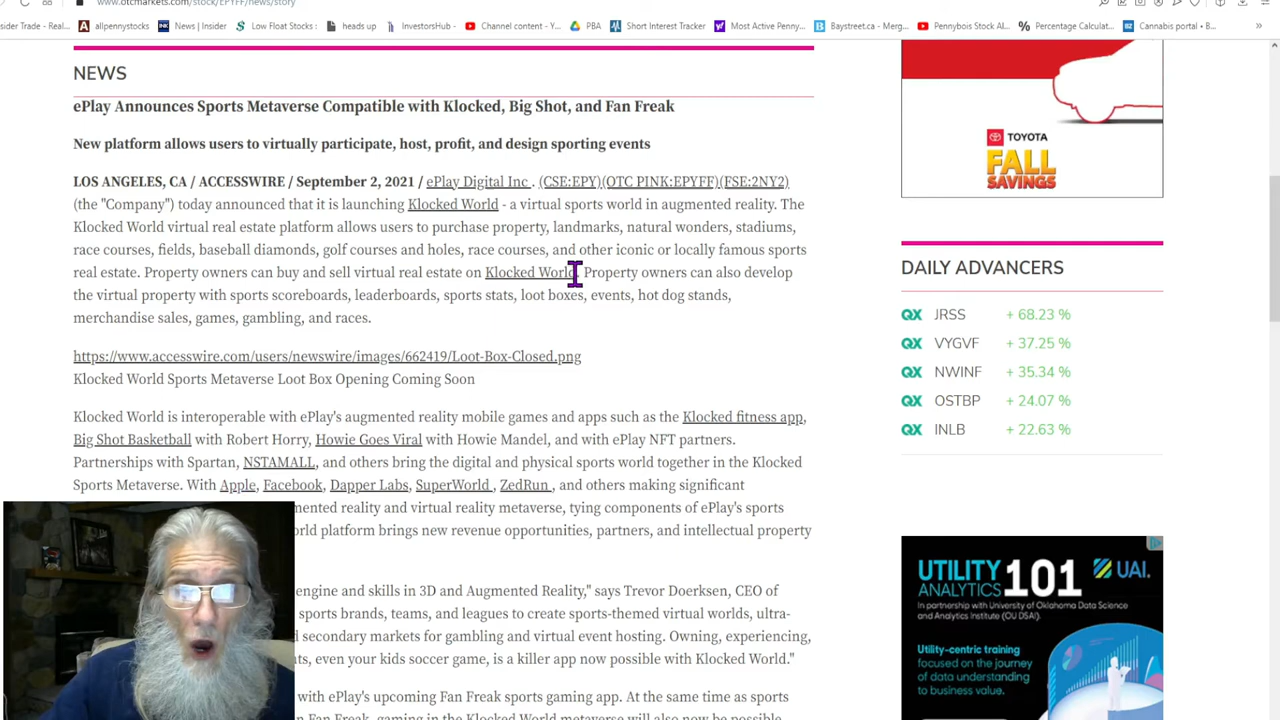 www.otcmarkets.com/stock/EPYFF/news/story
sider Trade - Real... allpennystocks News | Insider Low Float Stocks : heads up InvestorsHub - Channel content - yo... PBA Short Interest Tracker Most Active Penny... Baystreet.ca - Merg... Pennybois Stock A... Percentage Calculat... Cannabis portal • B...
NEWS
ePlay Announces Sports Metaverse Compatible with Klocked, Big Shot, and Fan Freak
New platform allows users to virtually participate, host, profit, and design sporting events
LOS ANGELES, CA / ACCESSWIRE / September 2, 2021 / ePlay Digital Inc . (CSE:EPY)(OTC PINK:EPYFF)(FSE:2NY2)
(the "Company") today announced that it is launching Klocked World - a virtual sports world in augmented reality. The
Klocked World virtual real estate platform allows users to purchase property, landmarks, natural wonders, stadiums,
race courses, fields, baseball diamonds, golf courses and holes, race courses, and other iconic or locally famous sports
real estate. Property owners can buy and sell virtual real estate on Klocked World. Property owners can also develop
the virtual property with sports scoreboards, leaderboards, sports stats, loot boxes, events, hot dog stands,
merchandise sales, games, gambling, and races.
https://www.accesswire.com/users/newswire/images/662419/Loot-Box-Closed.png
Klocked World Sports Metaverse Loot Box Opening Coming Soon
Klocked World is interoperable with ePlay's augmented reality mobile games and apps such as the Klocked fitness app,
Big Shot Basketball with Robert Horry, Howie Goes Viral with Howie Mandel, and with ePlay NFT partners.
Partnerships with Spartan, NSTAMALL, and others bring the digital and physical sports world together in the Klocked
Sports Metaverse. With Apple, Facebook, Dapper Labs, SuperWorld , ZedRun , and others making significant
mented reality and virtual reality metaverse, tying components of ePlay's sports
orld platform brings new revenue opportunities, partners, and intellectual property
ngine and skills in 3D and Augmented Reality," says Trevor Doerksen, CEO of
sports teams, and leagues to create sports-themed virtual worlds, ultra-
d secondary markets for gambling and virtual event hosting. Owning, experiencing,
ts, even your kids soccer game, is a killer app now possible with Klocked World."
with ePlay's upcoming Fan Freak sports gaming app. At the same time as sports
n Fan Freak, gaming in the Klocked World metaverse will also now be possible
TOYOTA
FALL
SAVINGS
DAILY ADVANCERS
QX JRSS + 68.23 %
QX VYGVF + 37.25 %
QX NWINF + 35.34 %
QX OSTBP + 24.07 %
QX INLB + 22.63 %
UTILITY
ANALYTICS 101 UAI.
In partnership with University of Oklahoma Data Science
and Analytics Institute (OU DSAI).
Utility-centric training
focused on the journey
of data understanding
to business value.